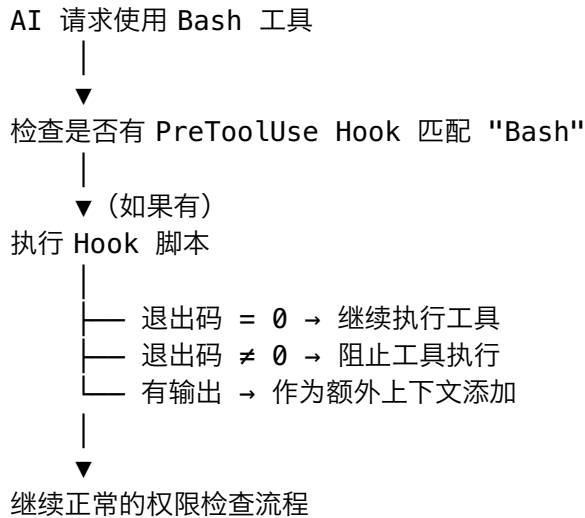 AI 请求使用 Bash 工具
│
▼
检查是否有 PreToolUse Hook 匹配 "Bash"
│
▼（如果有）
执行 Hook 脚本
│
├── 退出码 = 0 → 继续执行工具
├── 退出码 ≠ 0 → 阻止工具执行
└── 有输出 → 作为额外上下文添加
│
▼
继续正常的权限检查流程